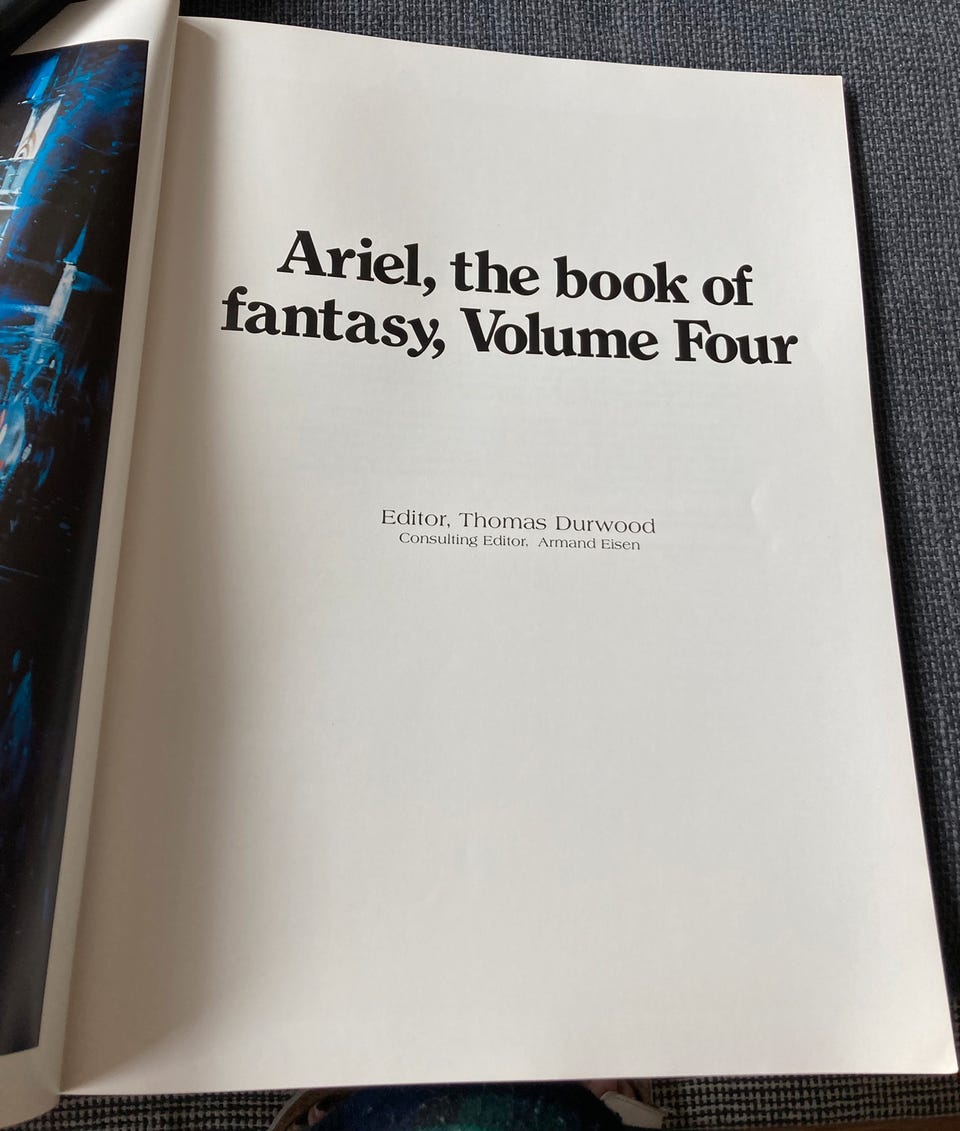 Ariel, the book of
fantasy, Volume Four
Editor, Thomas Durwood
Consulting Editor, Armand Eisen